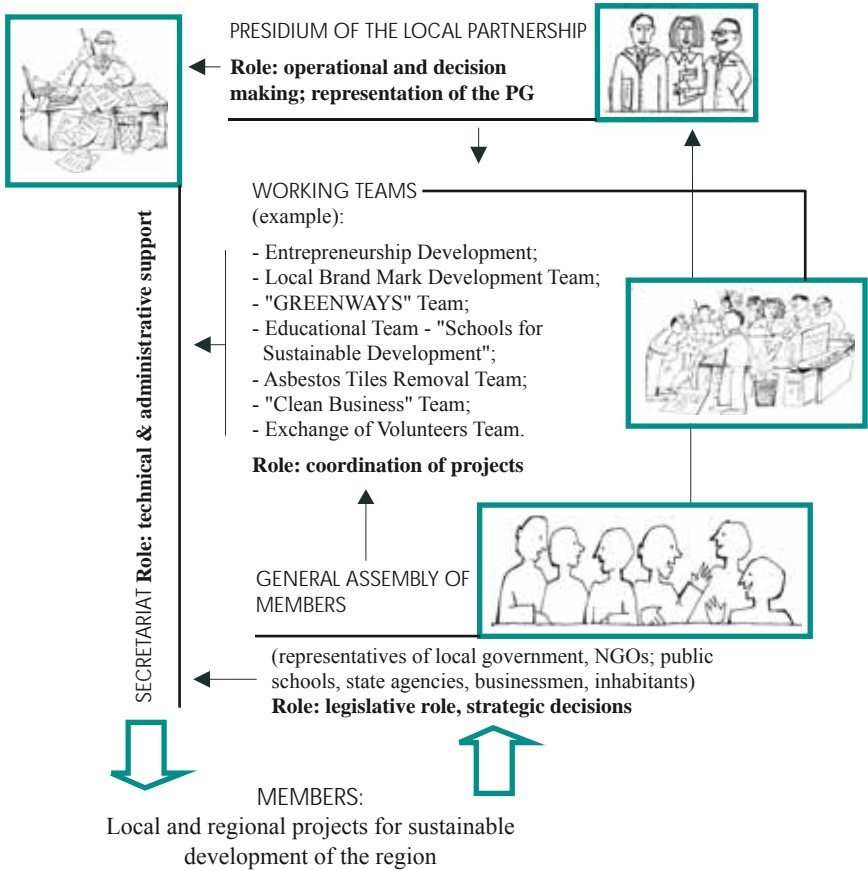 PRESIDIUM OF THE LOCAL PARTNERSHIP
Role: operational and decision
making; representation of the PG
WORKING TEAMS
(example):
- Entrepreneurship Development;
- Local Brand Mark Development Team;
- "GREENWAYS" Team;
- Educational Team - "Schools for
Sustainable Development";
- Asbestos Tiles Removal Team;
- "Clean Business" Team;
- Exchange of Volunteers Team.
Role: coordination of projects
SECRETARIAT Role: technical & administrative support
GENERAL ASSEMBLY OF
MEMBERS
(representatives of local government, NGOs; public
schools, state agencies, businessmen, inhabitants)
Role: legislative role, strategic decisions
MEMBERS:
Local and regional projects for sustainable
development of the region